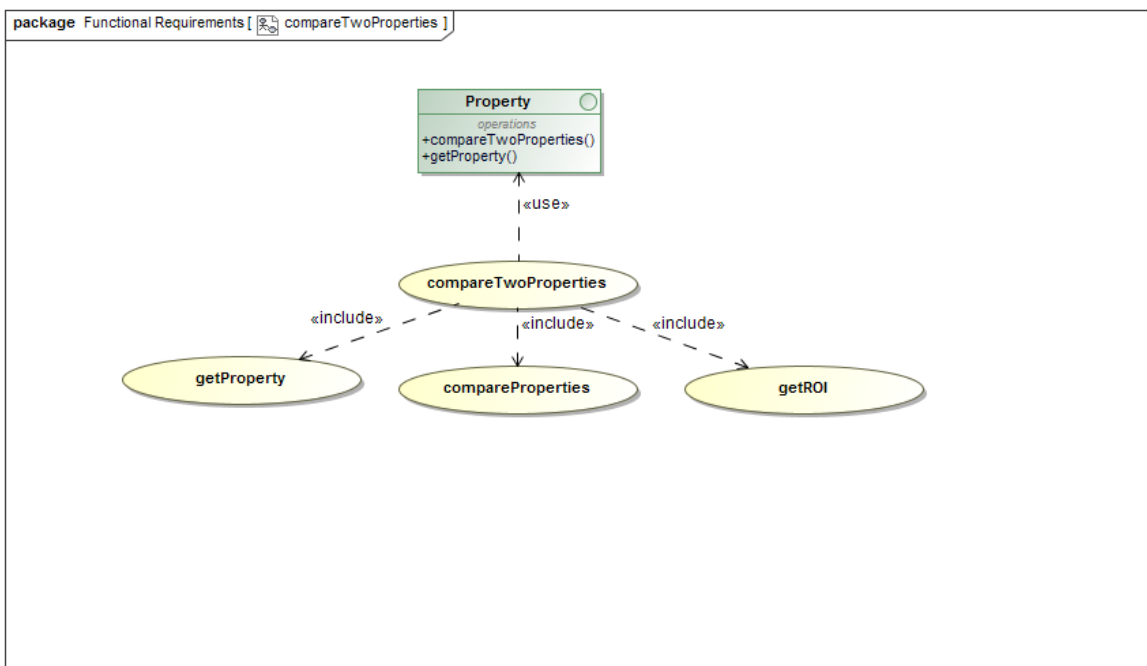 package Functional Requirements [ compareTwoProperties ]
Property
operations
+compareTwoProperties()
+getProperty()
«use»
compareTwoProperties
«include» «include» «include»
getProperty compareProperties getROI